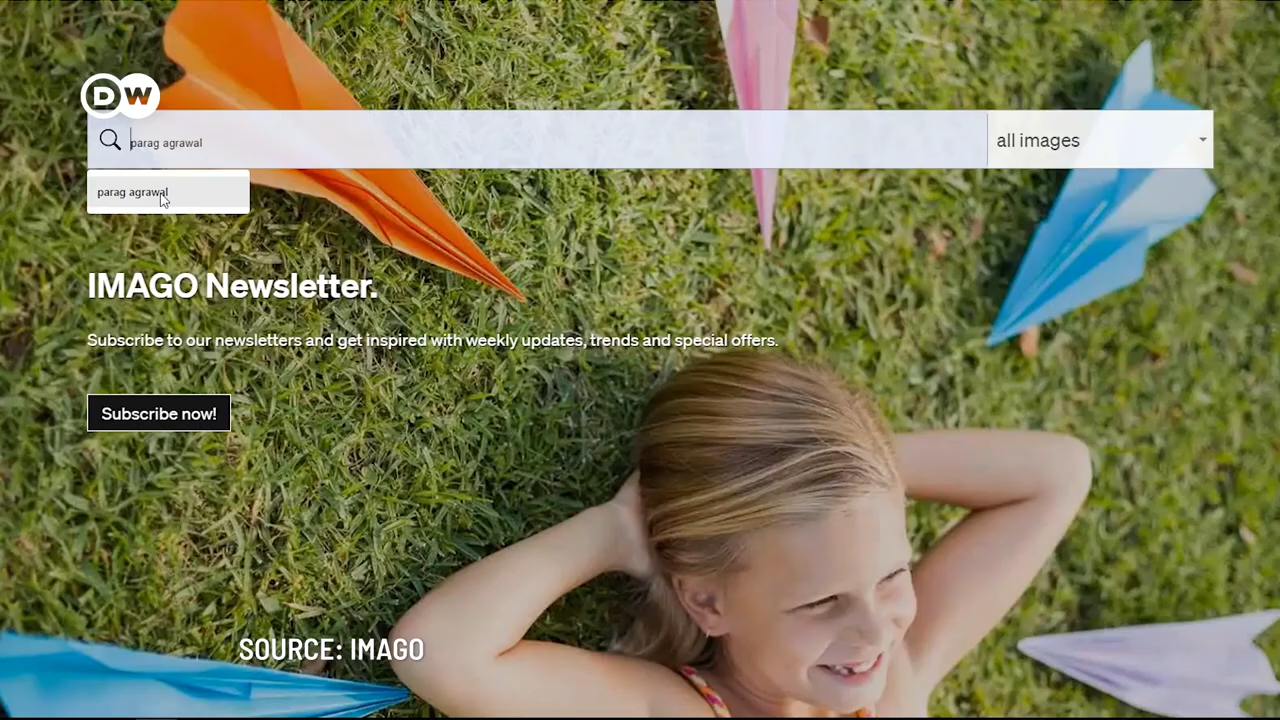 DW
parag agrawal
all images
parag agrawal
IMAGO Newsletter.
Subscribe to our newsletters and get inspired with weekly updates, trends and special offers.
Subscribe now!
SOURCE: IMAGO